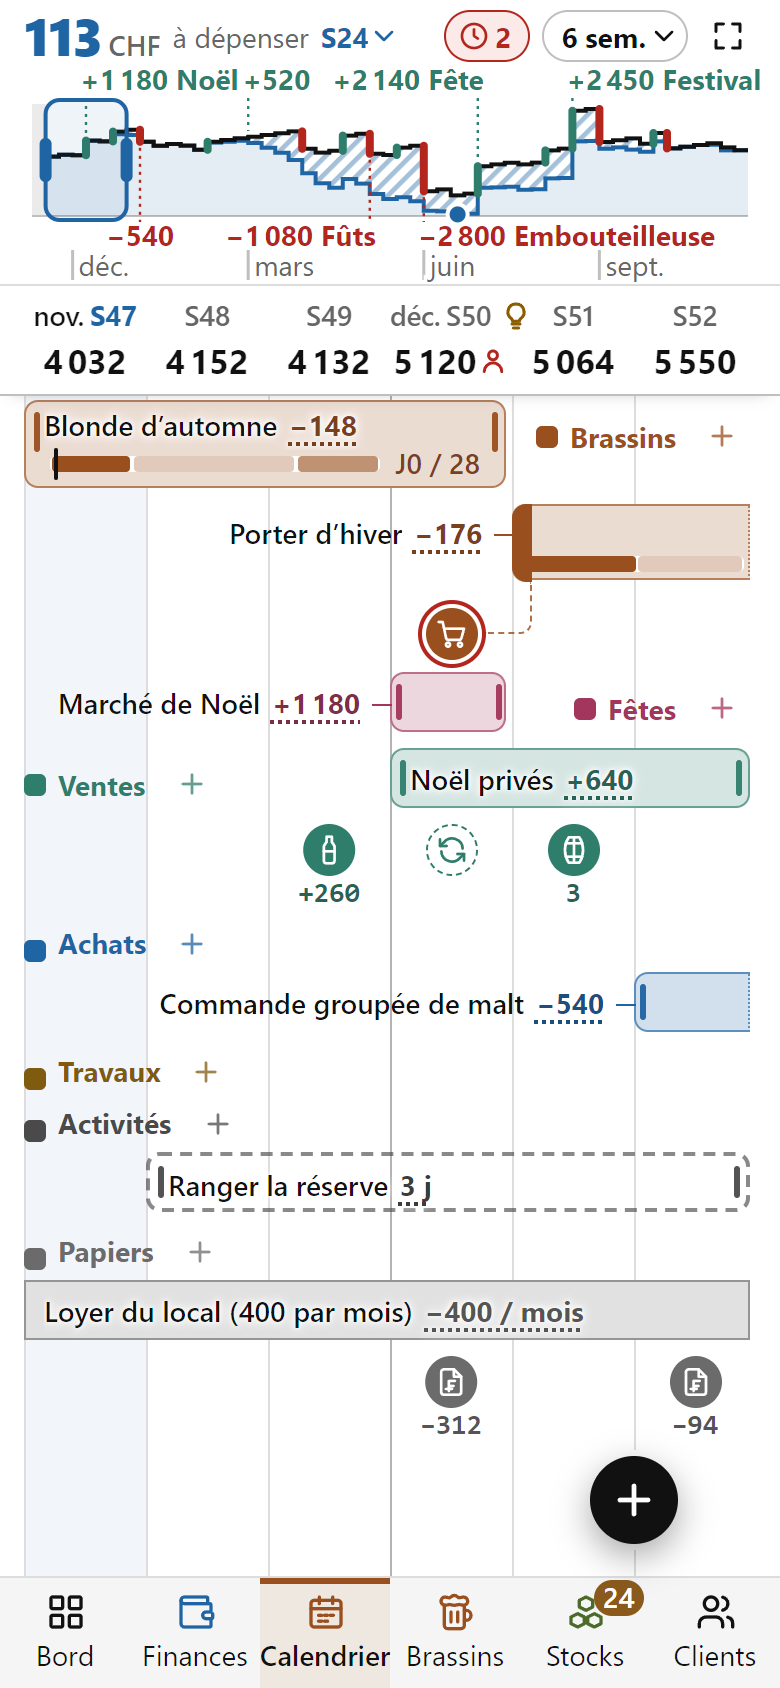 113 CHF à dépenser S24 2 6 sem.
+1 180 Noël +520 +2 140 Fête +2 450 Festival
−540 −1 080 Fûts −2 800 Embouteilleuse
déc. mars juin sept.
nov. S47 S48 S49 déc. S50 S51 S52
4 032 4 152 4 132 5 120 5 064 5 550
Blonde d’automne −148
Brassins +
J0 / 28
Porter d’hiver −176
Marché de Noël +1 180
Fêtes +
Noël privés +640
Ventes +
+260 3
Achats +
Commande groupée de malt −540
Travaux +
Activités +
Ranger la réserve 3 j
Papiers +
Loyer du local (400 par mois) −400 / mois
−312 −94
+
24
Bord Finances Calendrier Brassins Stocks Clients